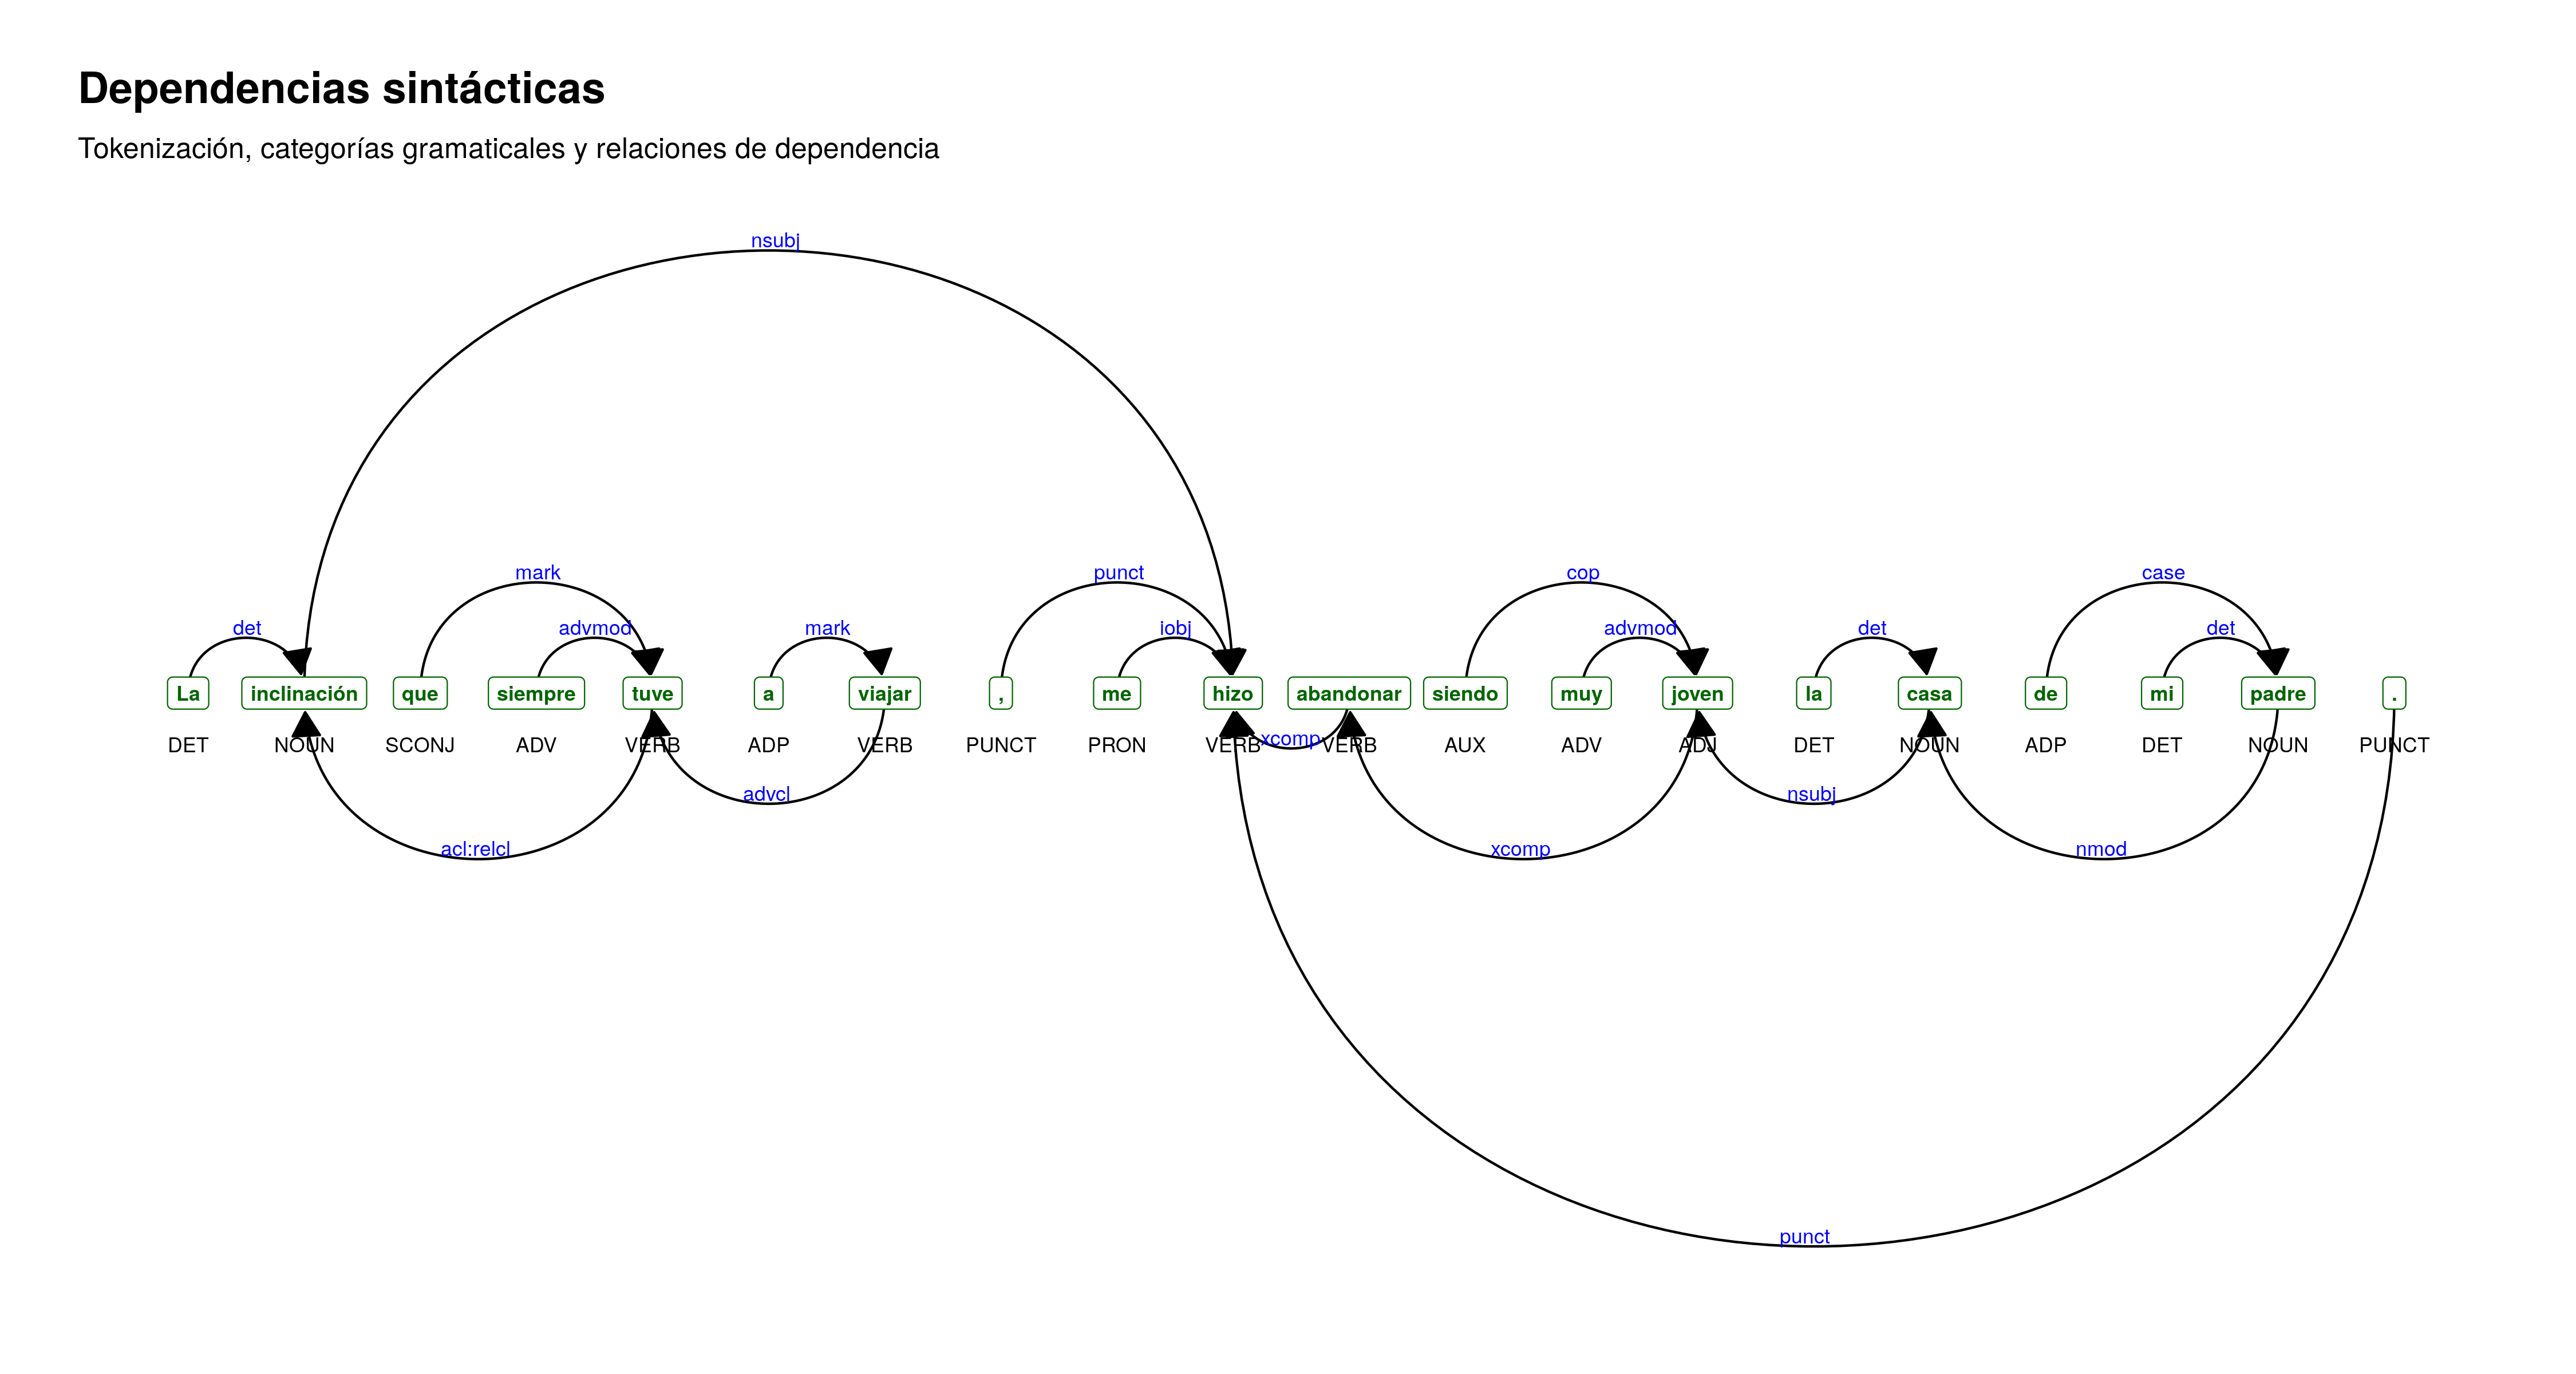 Dependencias sintácticas
Tokenización, categorías gramaticales y relaciones de dependencia
nsubj
mark punct cop case
det advmod mark iobj advmod det det
La inclinación que siempre tuve a viajar , me hizo abandonar siendo muy joven la casa de mi padre .
DET NOUN SCONJ ADV VERB ADP VERB PUNCT PRON VERB xcomp VERB AUX ADV ADJ DET NOUN ADP DET NOUN PUNCT
advcl nsubj
acl:relcl xcomp nmod
punct